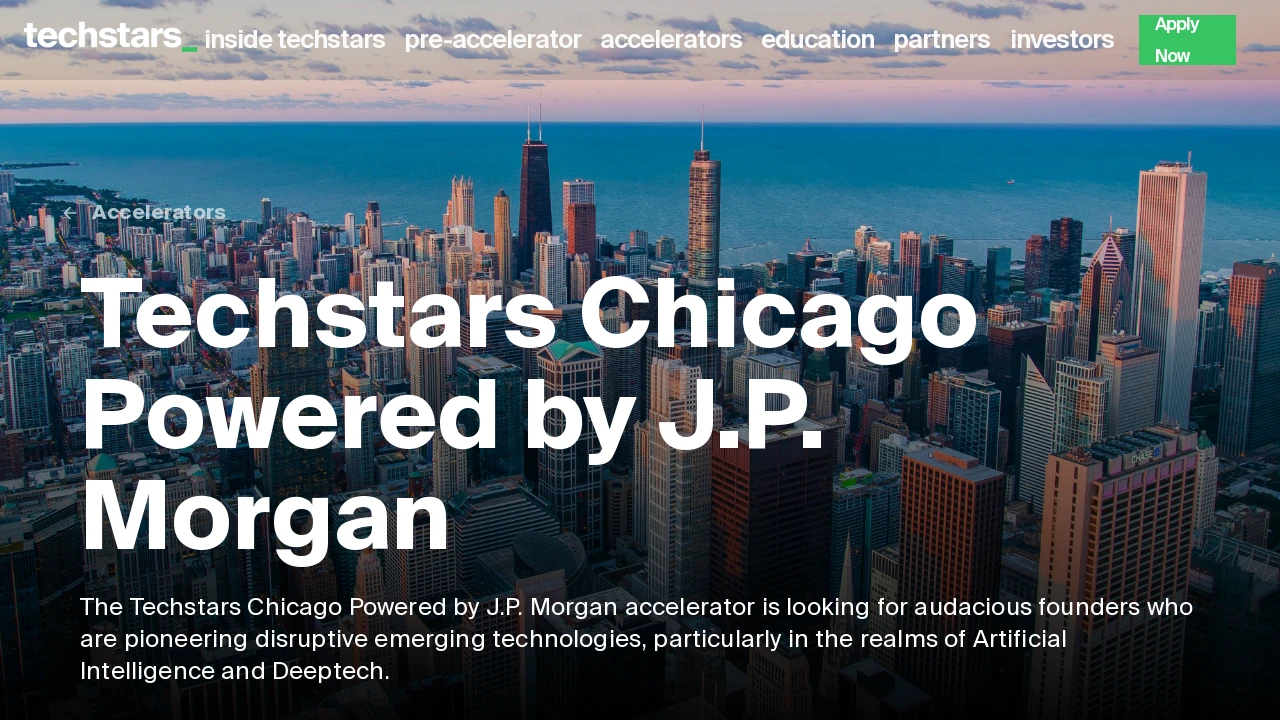 techstars_
inside techstars pre-accelerator accelerators education partners investors
Apply
Now
← Accelerators
Techstars Chicago
Powered by J.P.
Morgan
CHASE
The Techstars Chicago Powered by J.P. Morgan accelerator is looking for audacious founders who
are pioneering disruptive emerging technologies, particularly in the realms of Artificial
Intelligence and Deeptech.